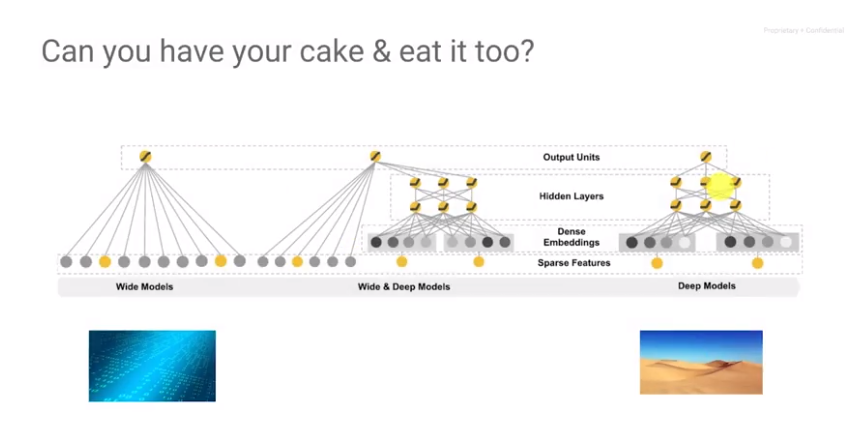 Proprietary + Confidential
Can you have your cake & eat it too?
Output Units
Hidden Layers
Dense
Embeddings
Sparse Features
Wide Models
Wide & Deep Models
Deep Models